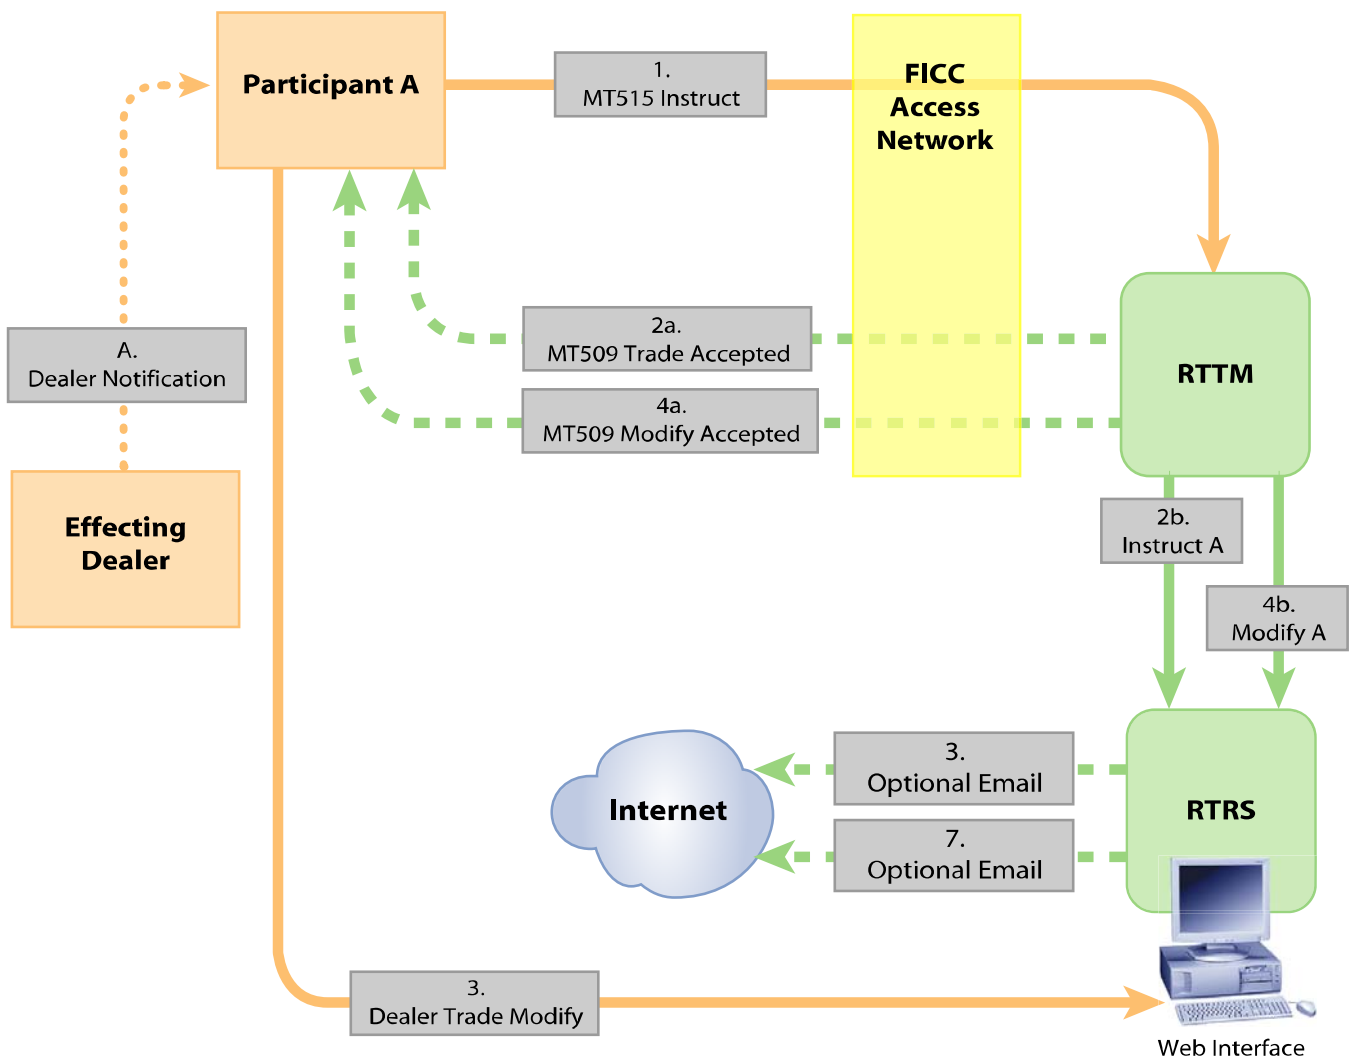 Participant A
1.
MT515 Instruct
FICC
Access
Network
2a.
MT509 Trade Accepted
A.
Dealer Notification
RTTM
4a.
MT509 Modify Accepted
Effecting
Dealer
2b.
Instruct A
4b.
Modify A
3.
Optional Email
Internet
RTRS
7.
Optional Email
3.
Dealer Trade Modify
Web Interface